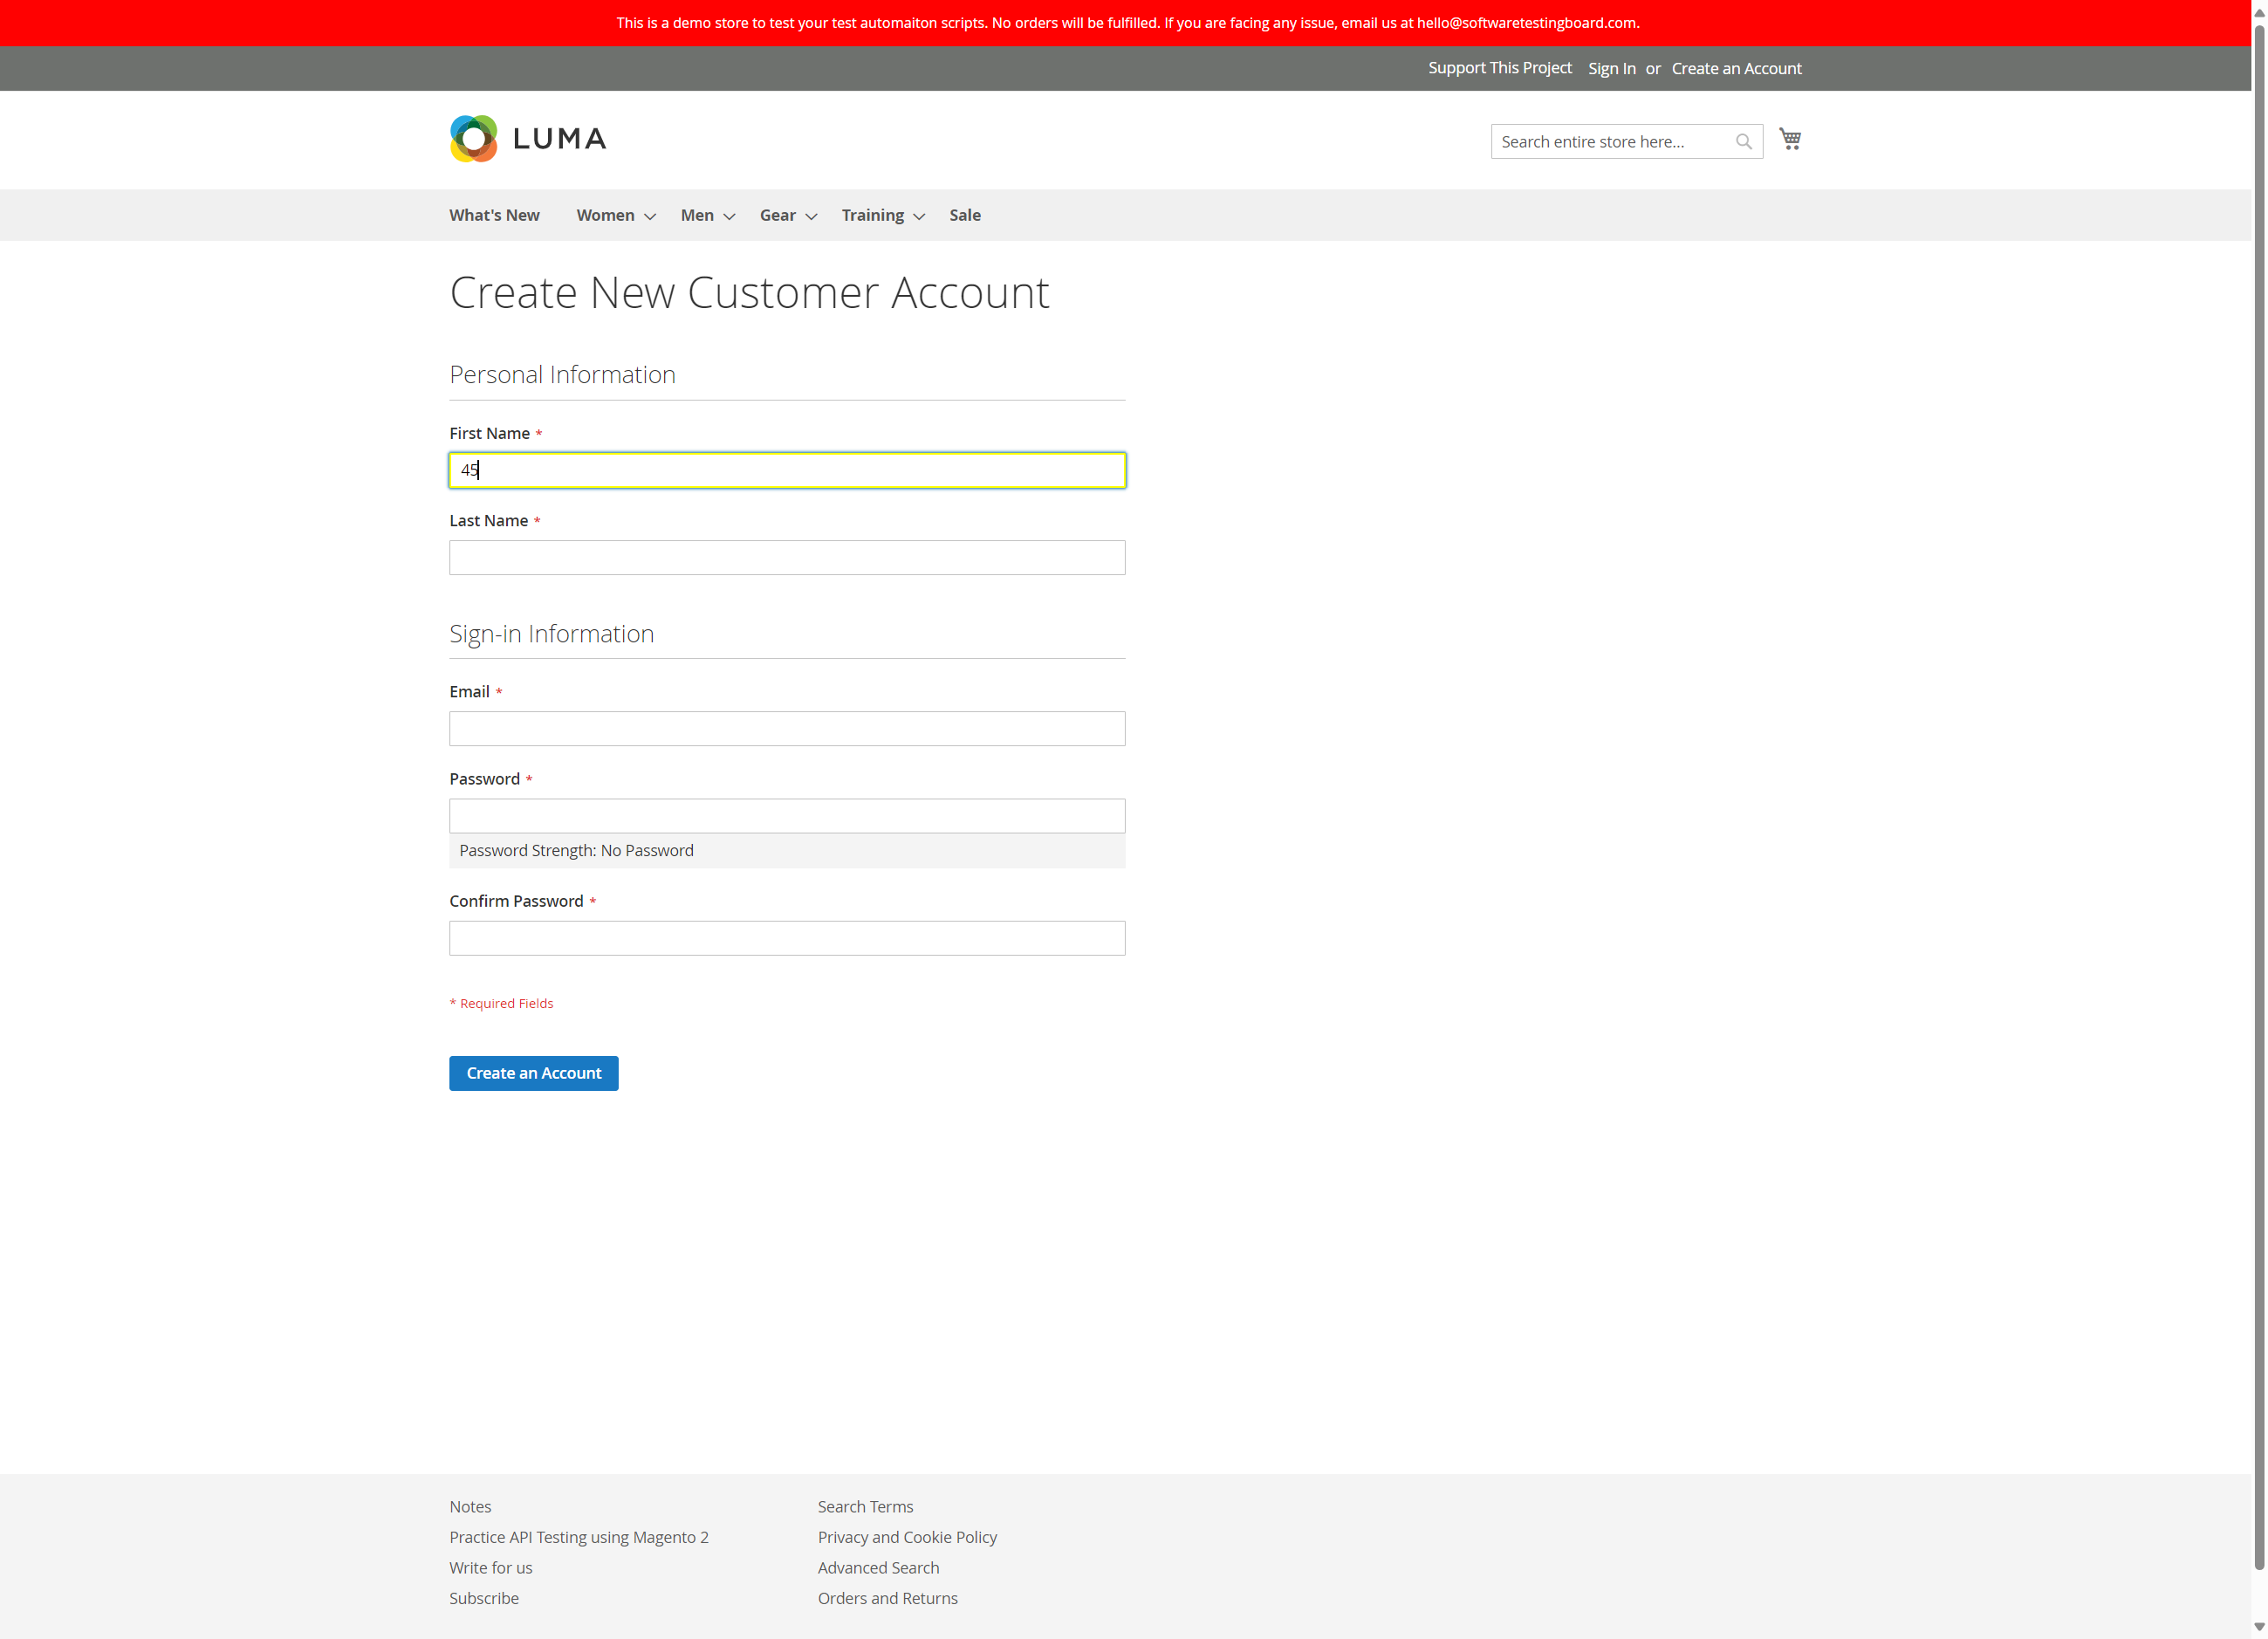 This is a demo store to test your test automaiton scripts. No orders will be fulfilled. If you are facing any issue, email us at hello@softwaretestingboard.com.
Support This Project Sign In or Create an Account
LUMA
Search entire store here...
What's New Women Men Gear Training Sale
Create New Customer Account
Personal Information
First Name *
45
Last Name *
Sign-in Information
Email *
Password *
Password Strength: No Password
Confirm Password *
* Required Fields
Create an Account
Notes
Practice API Testing using Magento 2
Write for us
Subscribe
Search Terms
Privacy and Cookie Policy
Advanced Search
Orders and Returns